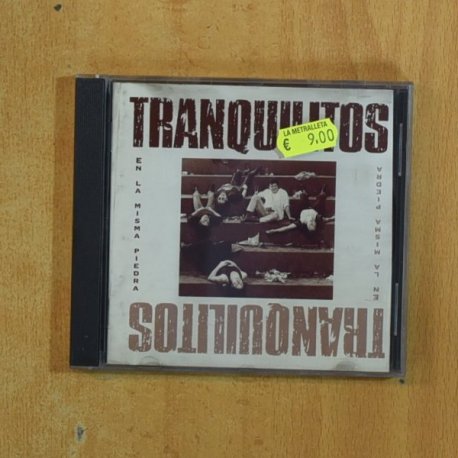 TRANQUILITOS
LA METRALLETA
€ 9,00
EN LA MISMA PIEDRA
EN LA MISMA PIEDRA
TRANQUILITOS